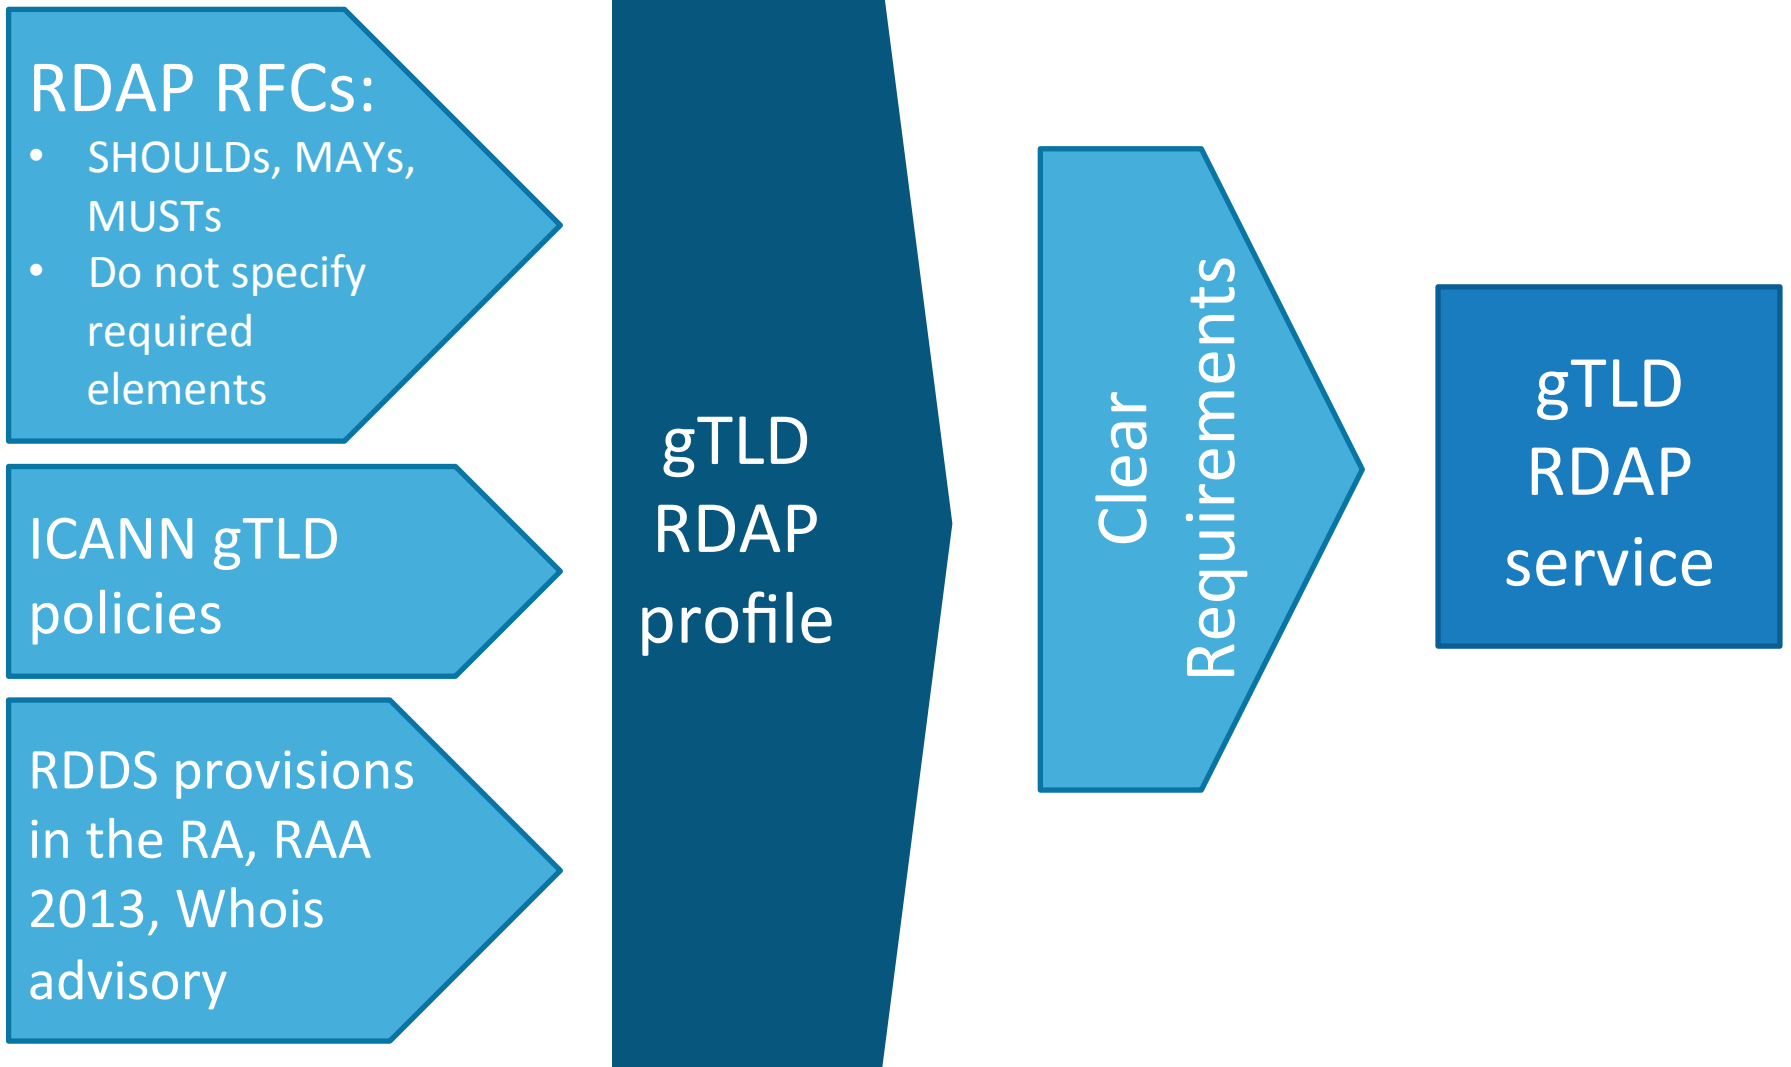 RDAP RFCs:
• SHOULDs, MAYs,
MUSTs
• Do not specify
required
elements
ICANN gTLD
policies
RDDS provisions
in the RA, RAA
2013, Whois
advisory
gTLD
RDAP
profile
Clear
Requirements
gTLD
RDAP
service